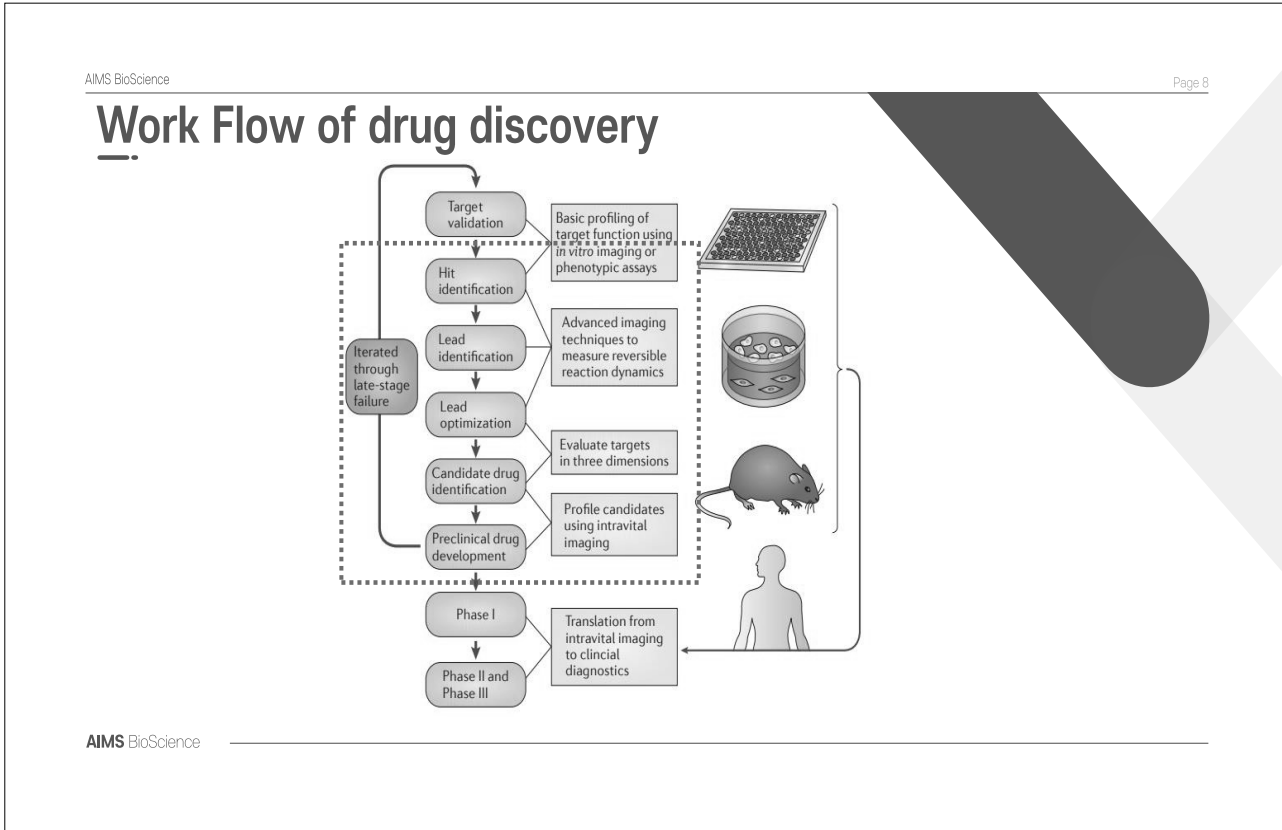 AIMS BioScience
Page 8
Work Flow of drug discovery
Target
validation
Basic profiling of
target function using
in vitro imaging or
phenotypic assays
Hit
identification
Advanced imaging
techniques to
measure reversible
reaction dynamics
Lead
identification
Iterated
through
late-stage
failure
Lead
optimization
Evaluate targets
in three dimensions
Candidate drug
identification
Profile candidates
using intravital
imaging
Preclinical drug
development
Phase I
Translation from
intravital imaging
to clincial
diagnostics
Phase II and
Phase III
AIMS BioScience